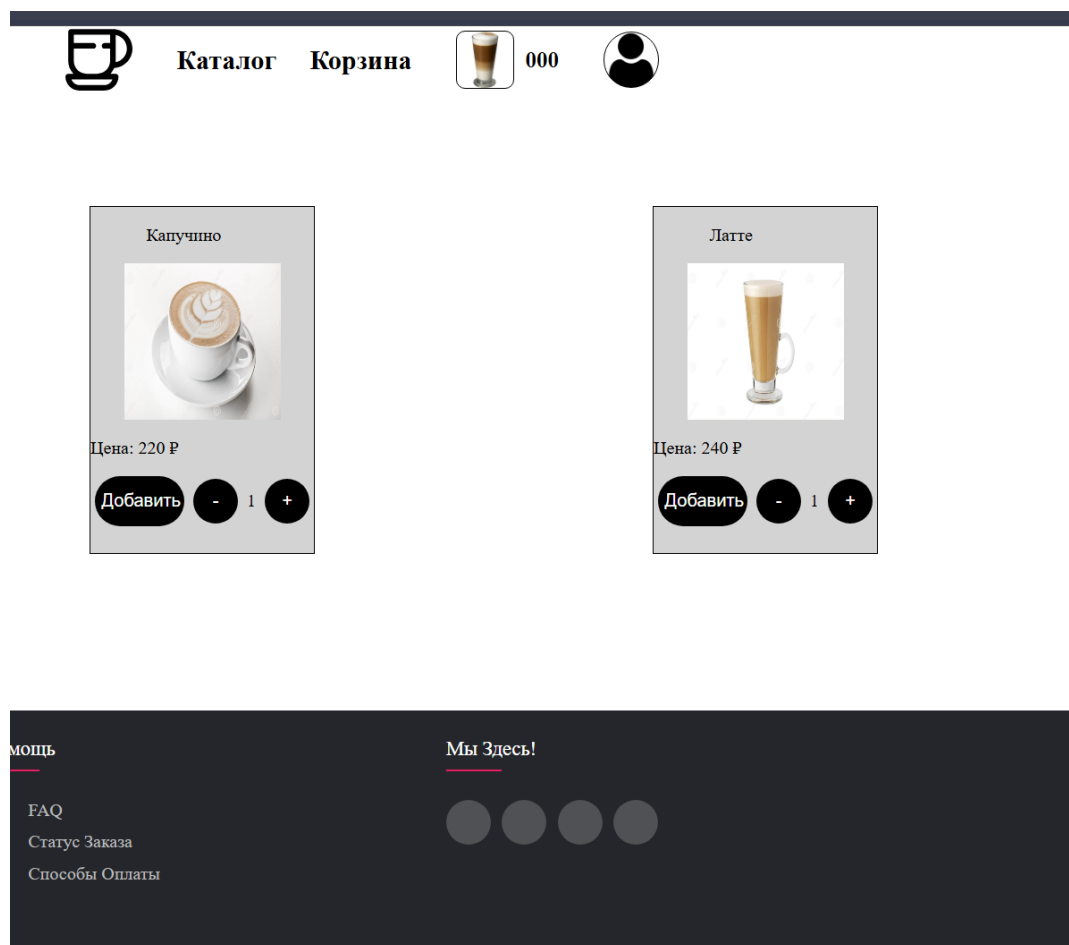 Каталог Корзина 000
Капучино
Цена: 220 ₽
Добавить - 1 +
Латте
Цена: 240 ₽
Добавить - 1 +
мощь
FAQ
Статус Заказа
Способы Оплаты
Мы Здесь!